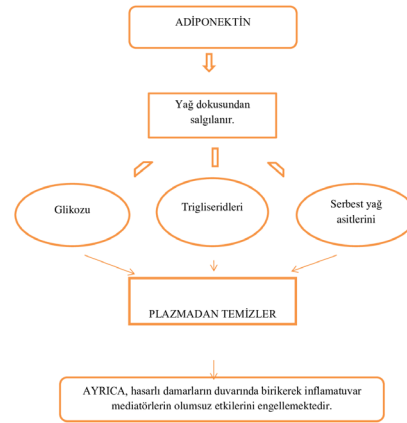 ADİPONEKTİN
Yağ dokusundan
salgılanır.
Glikozu
Trigliseridleri
Serbest yağ
asitlerini
PLAZMADAN TEMİZLER
AYRICA, hasarlı damarların duvarında birikerek inflamatuvar
mediatörlerin olumsuz etkilerini engellemektedir.